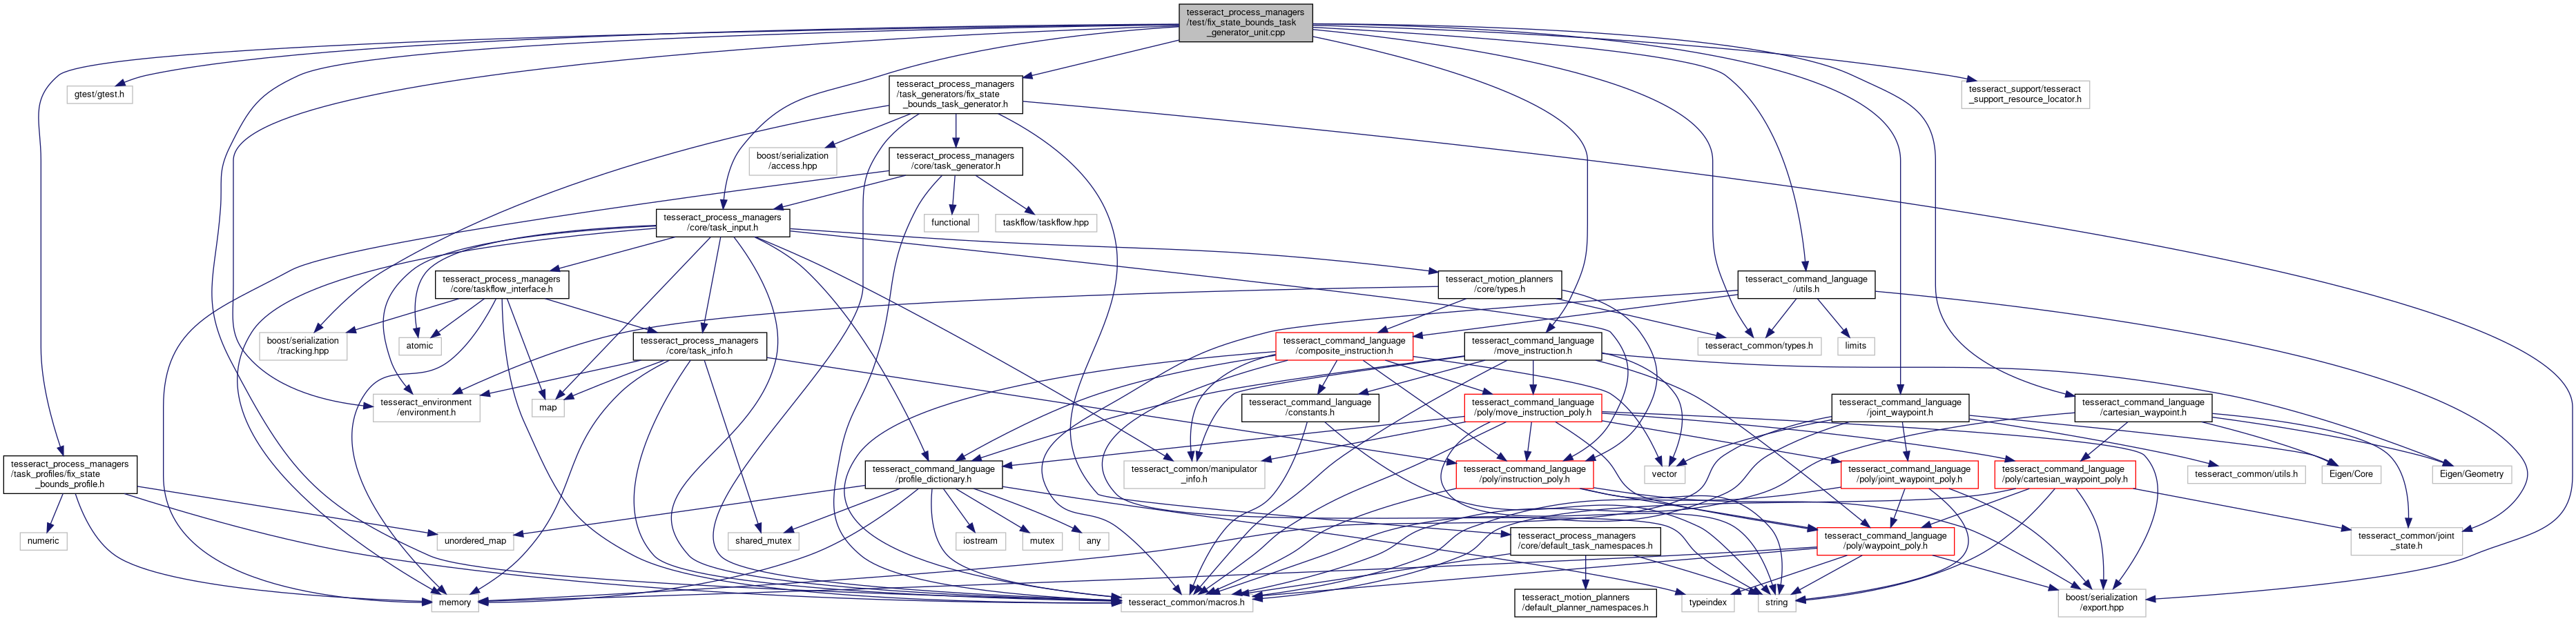 tesseract_process_managers
/test/fix_state_bounds_task
_generator_unit.cpp
gtest/gtest.h
tesseract_process_managers
/task_generators/fix_state
_bounds_task_generator.h
tesseract_support/tesseract
_support_resource_locator.h
boost/serialization
/access.hpp
tesseract_process_managers
/core/task_generator.h
tesseract_process_managers
/core/task_input.h
functional
taskflow/taskflow.hpp
tesseract_process_managers
/core/taskflow_interface.h
tesseract_motion_planners
/core/types.h
tesseract_command_language
/utils.h
boost/serialization
/tracking.hpp
atomic
tesseract_process_managers
/core/task_info.h
tesseract_command_language
/composite_instruction.h
tesseract_command_language
/move_instruction.h
tesseract_common/types.h
limits
tesseract_environment
/environment.h
map
tesseract_command_language
/constants.h
tesseract_command_language
/poly/move_instruction_poly.h
tesseract_command_language
/joint_waypoint.h
tesseract_command_language
/cartesian_waypoint.h
tesseract_process_managers
/task_profiles/fix_state
_bounds_profile.h
tesseract_command_language
/profile_dictionary.h
tesseract_common/manipulator
_info.h
tesseract_command_language
/poly/instruction_poly.h
vector
tesseract_command_language
/poly/joint_waypoint_poly.h
tesseract_command_language
/poly/cartesian_waypoint_poly.h
tesseract_common/utils.h
Eigen/Core
Eigen/Geometry
numeric
unordered_map
shared_mutex
iostream
mutex
any
tesseract_process_managers
/core/default_task_namespaces.h
tesseract_command_language
/poly/waypoint_poly.h
tesseract_common/joint
_state.h
memory
tesseract_common/macros.h
tesseract_motion_planners
/default_planner_namespaces.h
typeindex
string
boost/serialization
/export.hpp